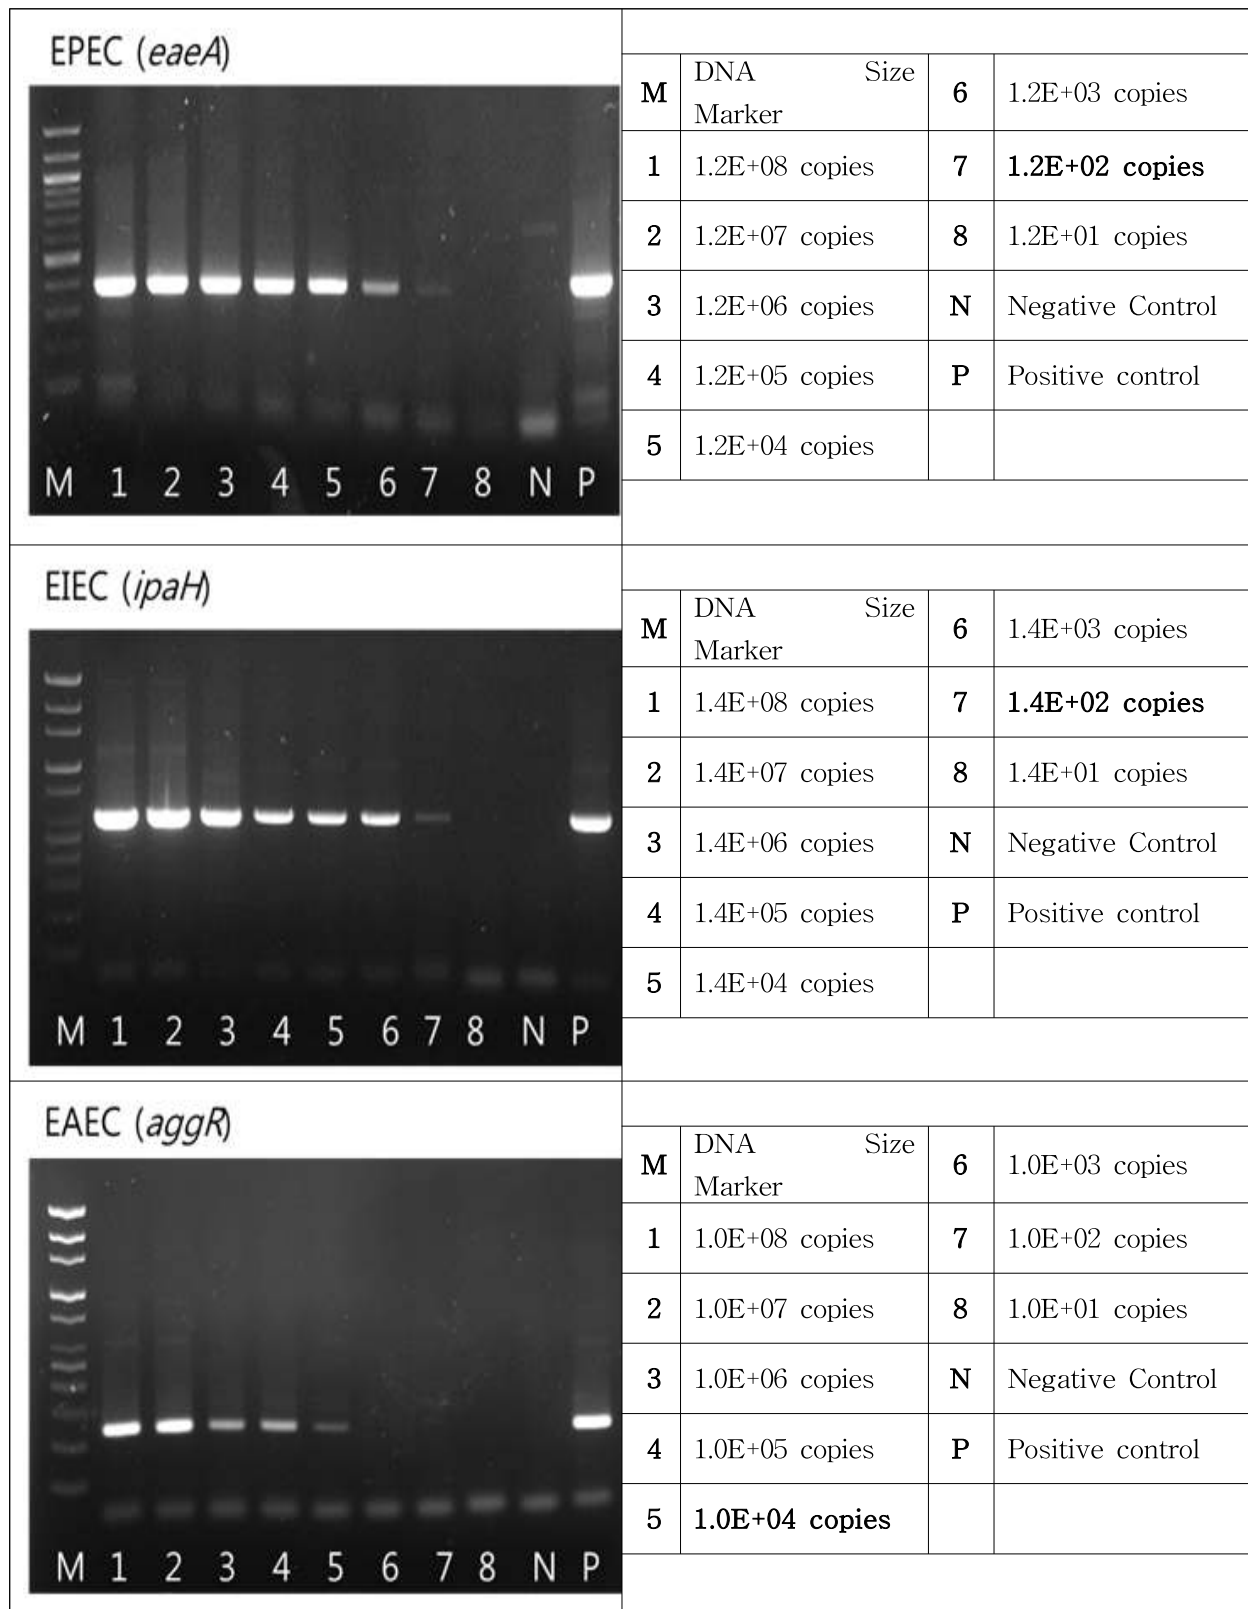 EPEC (eaeA)
M 1 2 3 4 5 6 7 8 N P
M DNA Size Marker 6 1.2E+03 copies
1 1.2E+08 copies 7 1.2E+02 copies
2 1.2E+07 copies 8 1.2E+01 copies
3 1.2E+06 copies N Negative Control
4 1.2E+05 copies P Positive control
5 1.2E+04 copies
EIEC (ipaH)
M 1 2 3 4 5 6 7 8 N P
M DNA Size Marker 6 1.4E+03 copies
1 1.4E+08 copies 7 1.4E+02 copies
2 1.4E+07 copies 8 1.4E+01 copies
3 1.4E+06 copies N Negative Control
4 1.4E+05 copies P Positive control
5 1.4E+04 copies
EAEC (aggR)
M 1 2 3 4 5 6 7 8 N P
M DNA Size Marker 6 1.0E+03 copies
1 1.0E+08 copies 7 1.0E+02 copies
2 1.0E+07 copies 8 1.0E+01 copies
3 1.0E+06 copies N Negative Control
4 1.0E+05 copies P Positive control
5 1.0E+04 copies